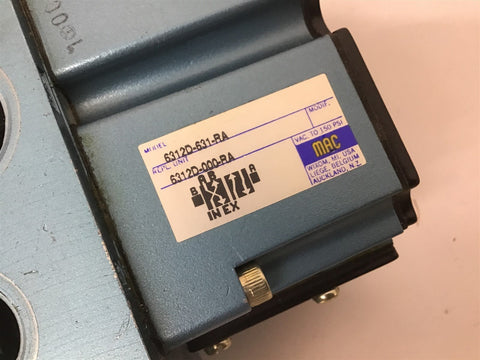 MODEL
6312D-631-RA
MODIF.
RLPC. UNIT
6312D-000-RA
VAC. TO 150 PSI
MAC
WIXOM, MI. USA
LIEGE, BELGIUM
AUCKLAND, N.Z.
B A B A
IN EX